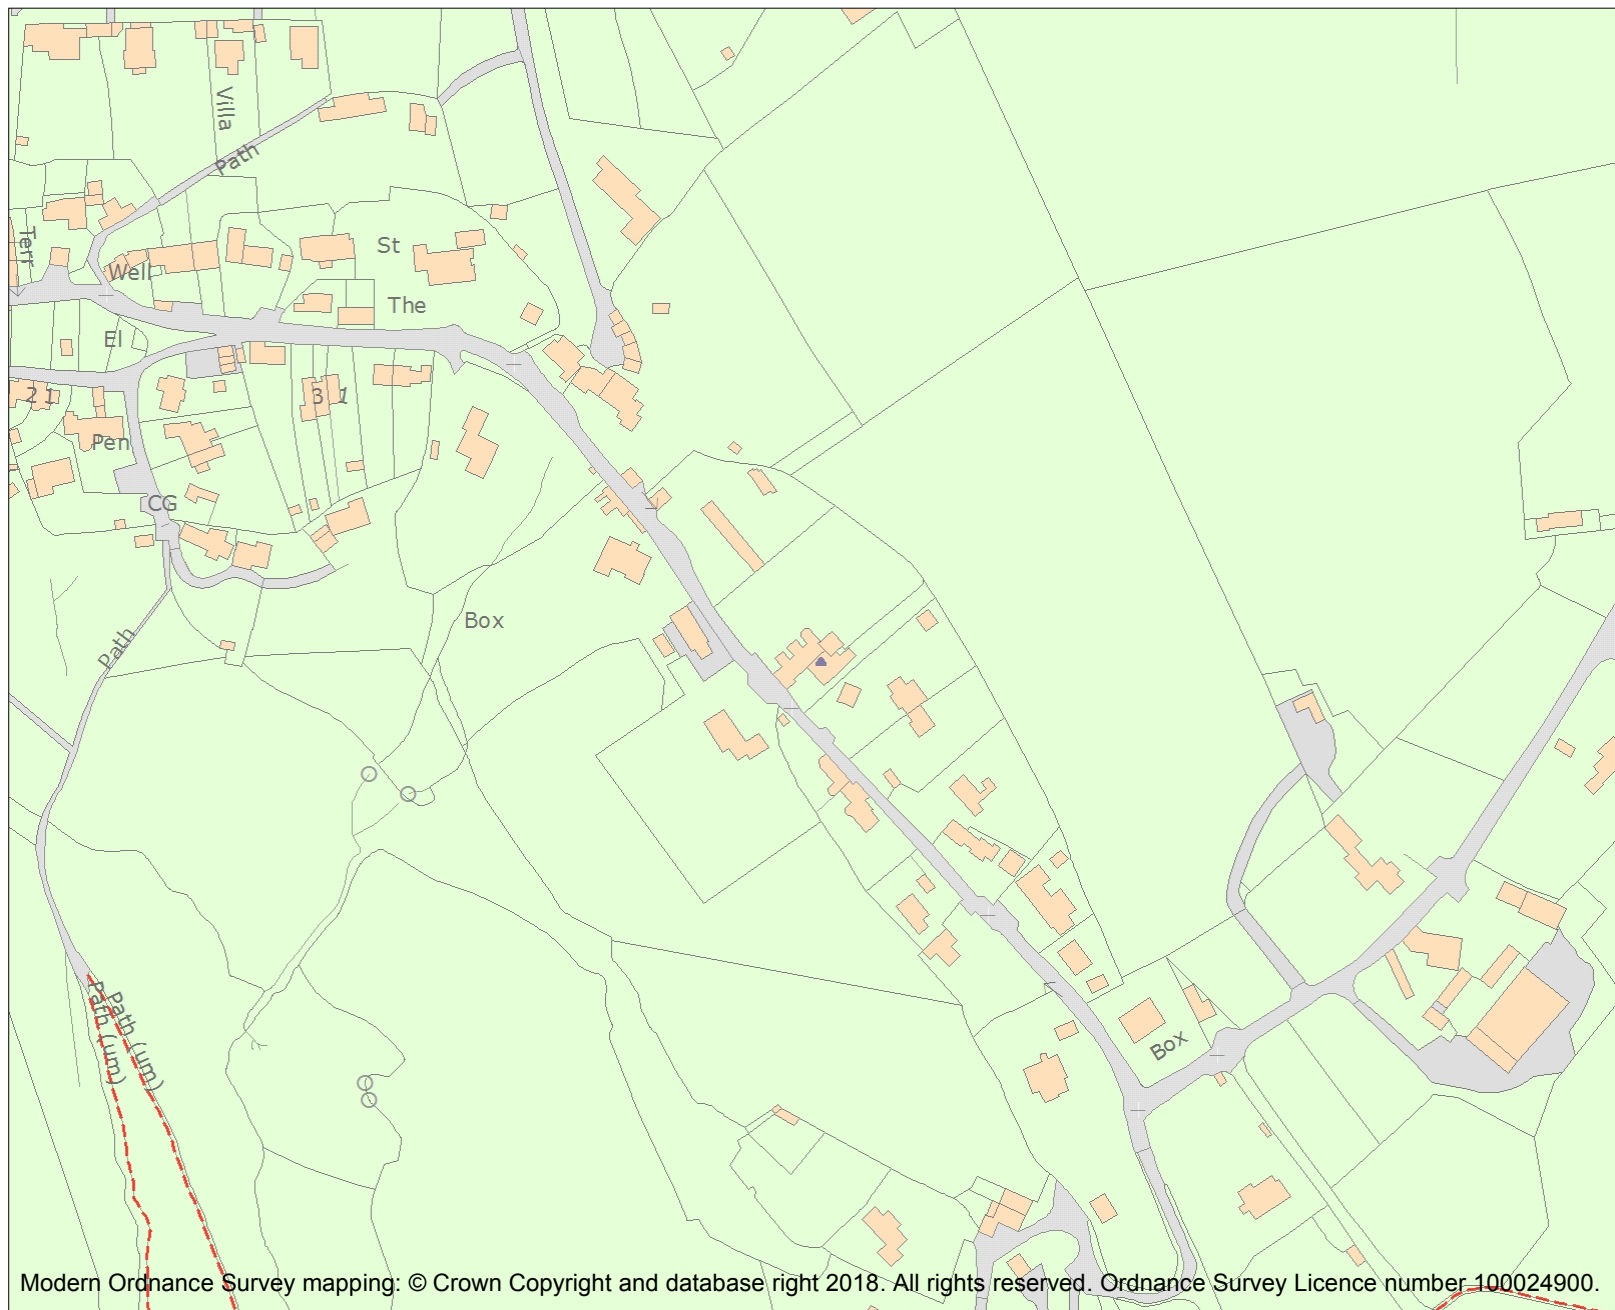 Villa
Path
Terr
St
Well
The
El
2 1
3 1
Pen
CG
Box
Path
Path (um)
Path (um)
Box
Modern Ordnance Survey mapping: © Crown Copyright and database right 2018. All rights reserved. Ordnance Survey Licence number 100024900.